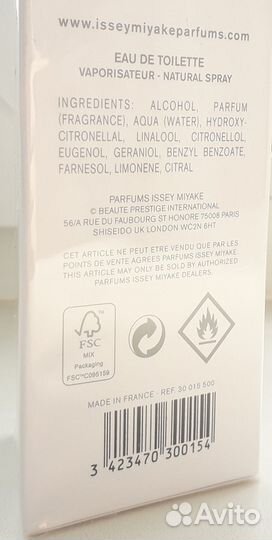 www.isseymiyakeparfums.com
EAU DE TOILETTE
VAPORISATEUR - NATURAL SPRAY
INGREDIENTS: ALCOHOL, PARFUM
(FRAGRANCE), AQUA (WATER), HYDROXY-
CITRONELLAL, LINALOOL, CITRONELLOL,
EUGENOL, GERANIOL, BENZYL BENZOATE,
FARNESOL, LIMONENE, CITRAL
PARFUMS ISSEY MIYAKE
© BEAUTE PRESTIGE INTERNATIONAL
56/A RUE DU FAUBOURG ST HONORE 75008 PARIS
SHISEIDO UK LONDON WC2N 6HT
CET ARTICLE NE PEUT ETRE VENDU QUE PAR LES
POINTS DE VENTE AGREES PARFUMS ISSEY MIYAKE.
THIS ARTICLE MAY ONLY BE SOLD BY AUTHORIZED
PARFUMS ISSEY MIYAKE DEALERS.
FSC
MIX
Packaging
FSC™C095159
MADE IN FRANCE - REF. 30 015 500
3 423470 300154
Avito